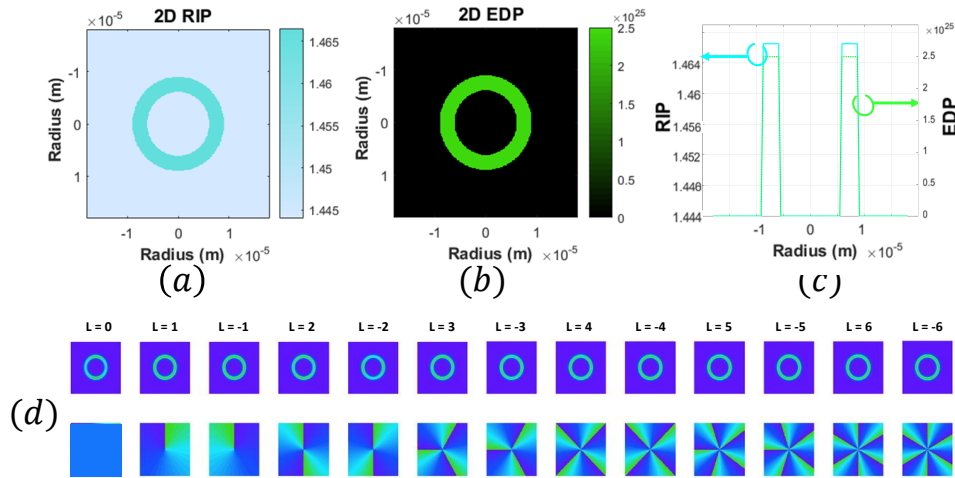 2D RIP
×10⁻⁵
-1
0
1
Radius (m)
-1 0 1
Radius (m) ×10⁻⁵
1.465
1.465
1.445
1.445
(a)
2D EDP
×10⁻⁵
-1
0
1
Radius (m)
-1 0 1
Radius (m) ×10⁻⁵
×10²⁵
2.5
2
1.5
1
0.5
0
(b)
1.464
1.46
1.456
1.452
1.448
1.444
RIP
×10²⁵
2.5
2
1.5
1
0.5
0
EDP
-1 0 1
Radius (m) ×10⁻⁵
(c)
L = 0 L = 1 L = -1 L = 2 L = -2 L = 3 L = -3 L = 4 L = -4 L = 5 L = -5 L = 6 L = -6
(d)